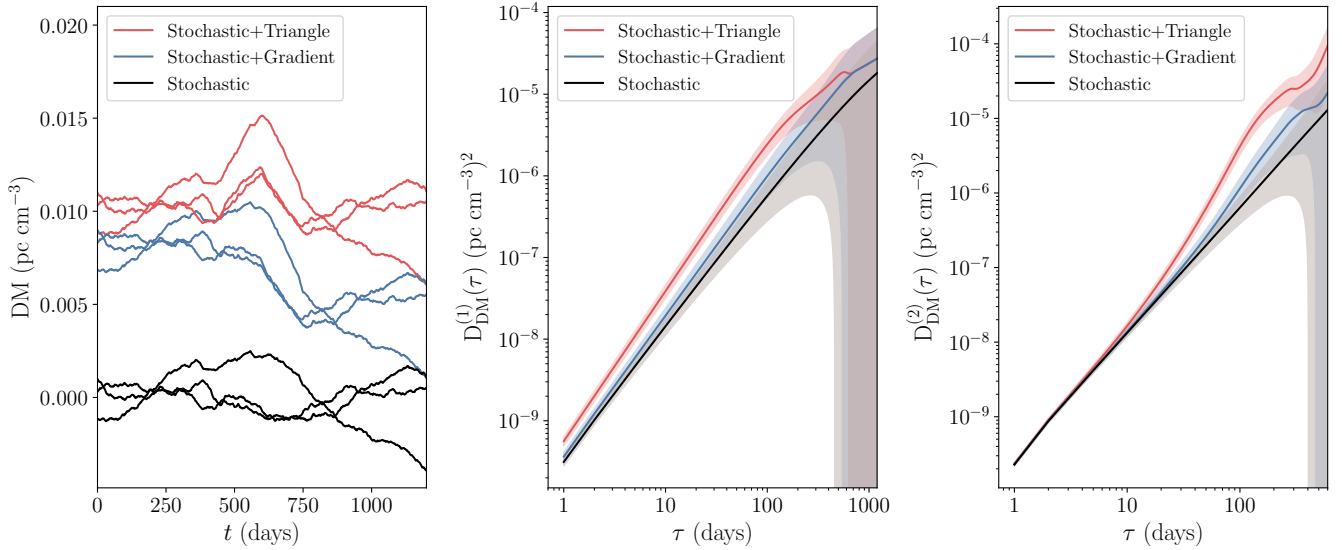 0.020
0.015
0.010
0.005
0.000
DM (pc cm⁻³)
Stochastic+Triangle
Stochastic+Gradient
Stochastic
0 250 500 750 1000
t (days)
10⁻⁴
10⁻⁵
10⁻⁶
10⁻⁷
10⁻⁸
10⁻⁹
D_DM^(1)(τ) (pc cm⁻³)²
Stochastic+Triangle
Stochastic+Gradient
Stochastic
1 10 100 1000
τ (days)
10⁻⁴
10⁻⁵
10⁻⁶
10⁻⁷
10⁻⁸
10⁻⁹
D_DM^(2)(τ) (pc cm⁻³)²
Stochastic+Triangle
Stochastic+Gradient
Stochastic
1 10 100
τ (days)